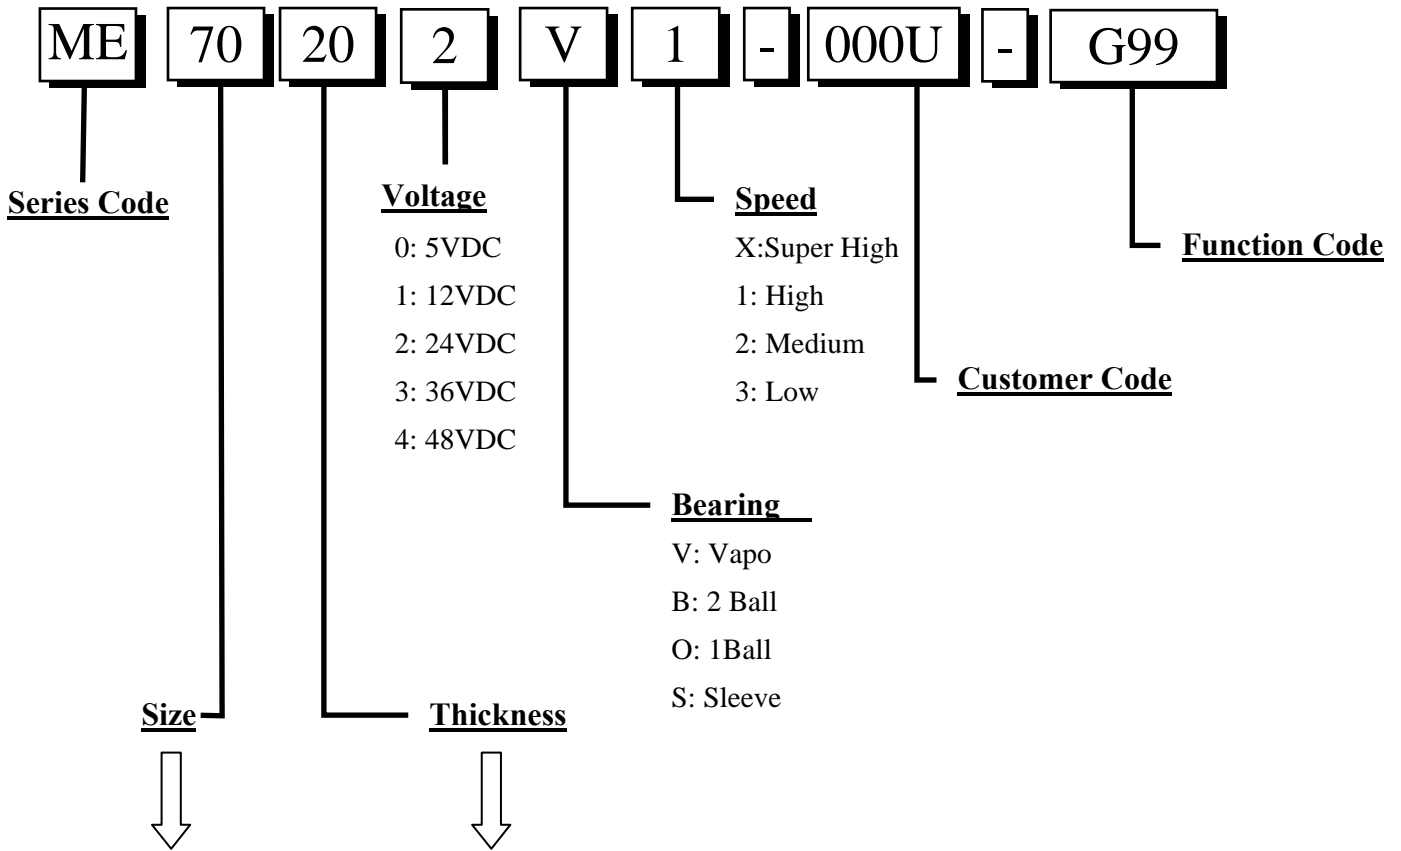 ME 70 20 2 V 1 - 000U - G99
Series Code
Voltage
0: 5VDC
1: 12VDC
2: 24VDC
3: 36VDC
4: 48VDC
Speed
X:Super High
1: High
2: Medium
3: Low
Function Code
Customer Code
Bearing
V: Vapo
B: 2 Ball
O: 1Ball
S: Sleeve
Size
Thickness